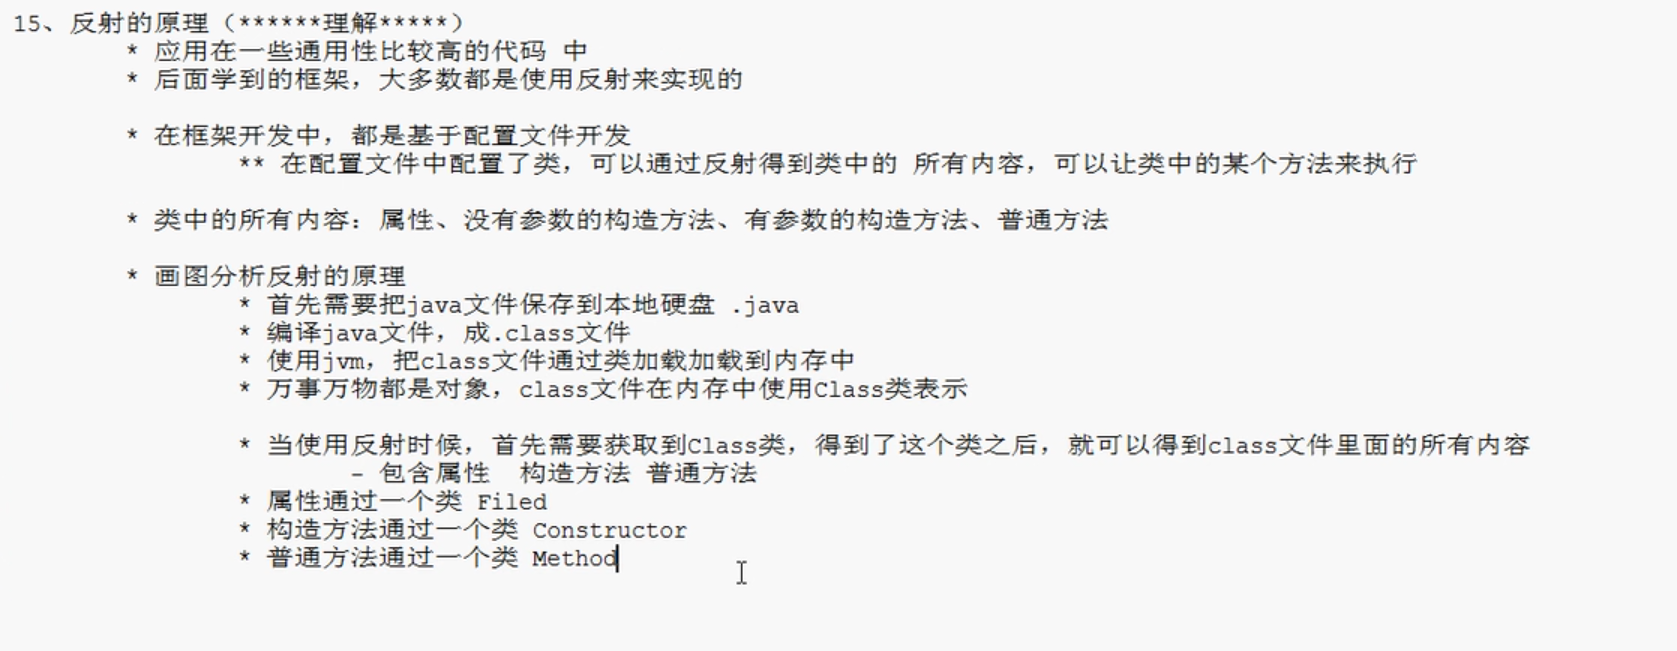 15、反射的原理（******理解*****）
* 应用在一些通用性比较高的代码 中
* 后面学到的框架，大多数都是使用反射来实现的
* 在框架开发中，都是基于配置文件开发
** 在配置文件中配置了类，可以通过反射得到类中的 所有内容，可以让类中的某个方法来执行
* 类中的所有内容：属性、没有参数的构造方法、有参数的构造方法、普通方法
* 画图分析反射的原理
* 首先需要把java文件保存到本地硬盘 .java
* 编译java文件，成.class文件
* 使用jvm，把class文件通过类加载加载到内存中
* 万事万物都是对象，class文件在内存中使用Class类表示
* 当使用反射时候，首先需要获取到Class类，得到了这个类之后，就可以得到class文件里面的所有内容
- 包含属性  构造方法 普通方法
* 属性通过一个类 Filed
* 构造方法通过一个类 Constructor
* 普通方法通过一个类 Method